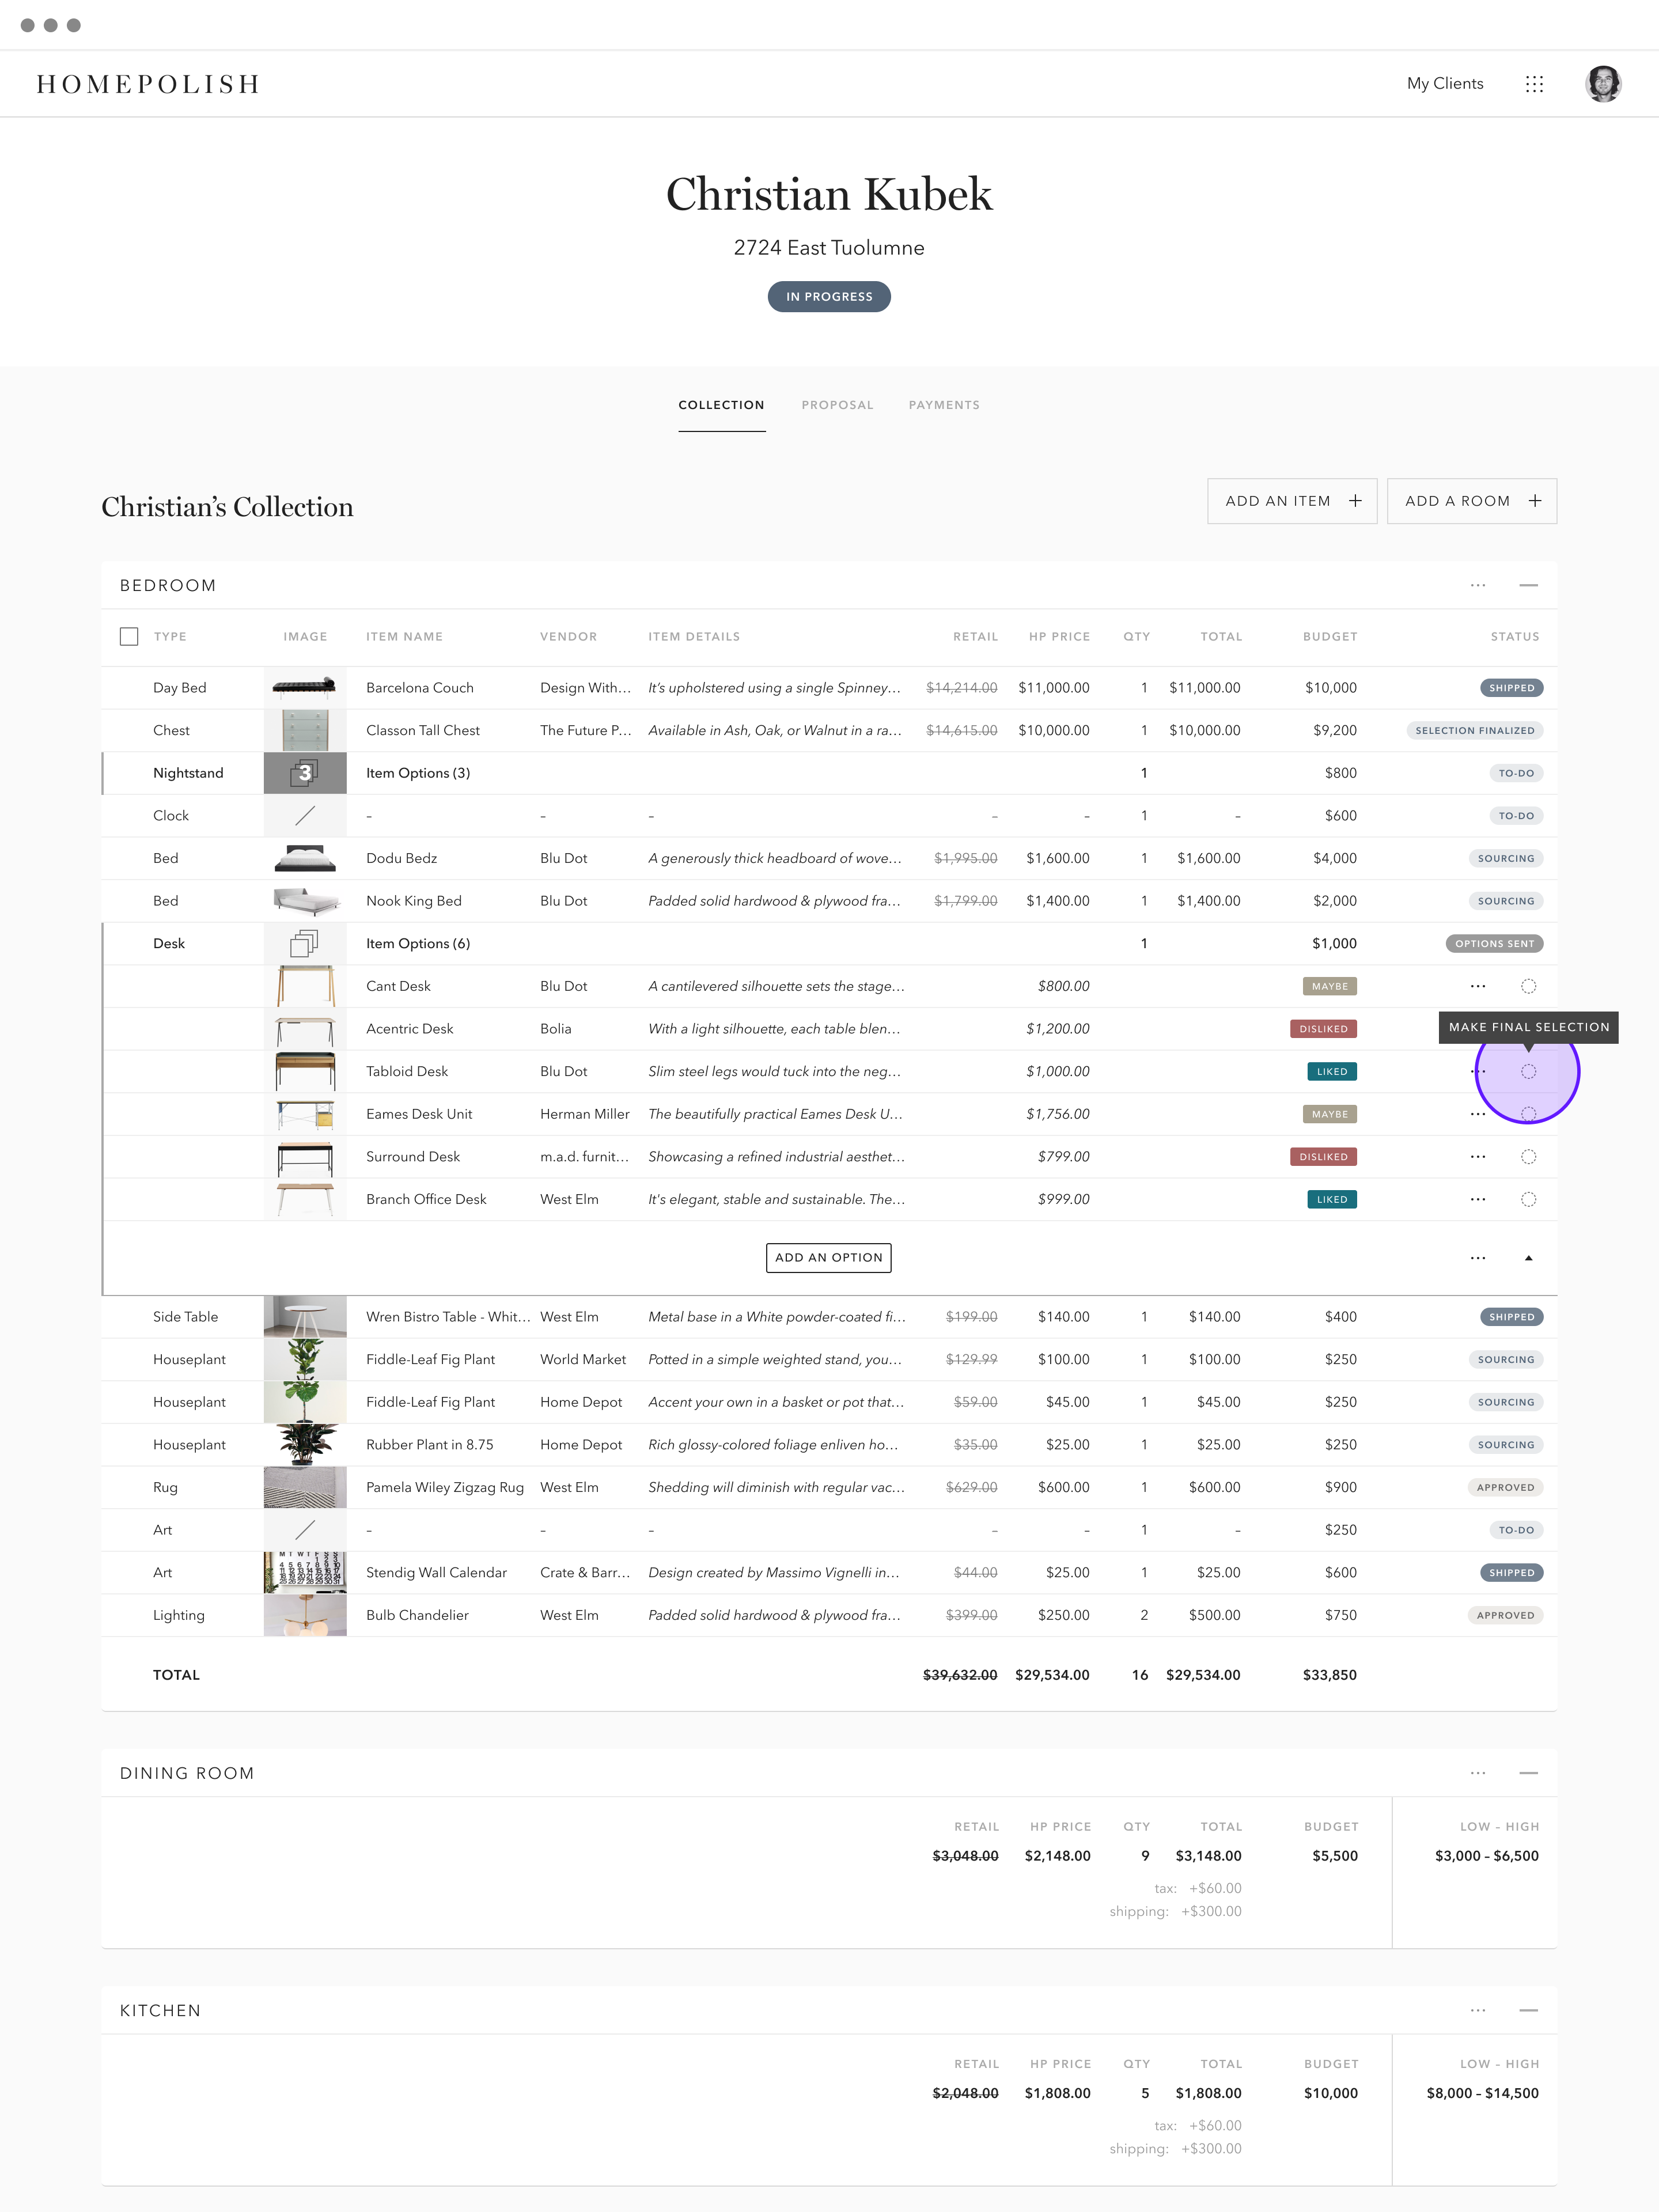 HOMEPOLISH
My Clients
Christian Kubek
2724 East Tuolumne
IN PROGRESS
COLLECTION PROPOSAL PAYMENTS
Christian’s Collection
ADD AN ITEM + ADD A ROOM +
BEDROOM
TYPE IMAGE ITEM NAME VENDOR ITEM DETAILS RETAIL HP PRICE QTY TOTAL BUDGET STATUS
Day Bed Barcelona Couch Design With... It’s upholstered using a single Spinney... $14,214.00 $11,000.00 1 $11,000.00 $10,000 SHIPPED
Chest Classon Tall Chest The Future P... Available in Ash, Oak, or Walnut in a ra... $14,615.00 $10,000.00 1 $10,000.00 $9,200 SELECTION FINALIZED
Nightstand 3 Item Options (3) 1 $800 TO-DO
Clock – – – – – 1 – $600 TO-DO
Bed Dodu Bedz Blu Dot A generously thick headboard of wove... $1,995.00 $1,600.00 1 $1,600.00 $4,000 SOURCING
Bed Nook King Bed Blu Dot Padded solid hardwood & plywood fra... $1,799.00 $1,400.00 1 $1,400.00 $2,000 SOURCING
Desk Item Options (6) 1 $1,000 OPTIONS SENT
Cant Desk Blu Dot A cantilevered silhouette sets the stage... $800.00 MAYBE
Acentric Desk Bolia With a light silhouette, each table blen... $1,200.00 DISLIKED
MAKE FINAL SELECTION
Tabloid Desk Blu Dot Slim steel legs would tuck into the neg... $1,000.00 LIKED
Eames Desk Unit Herman Miller The beautifully practical Eames Desk U... $1,756.00 MAYBE
Surround Desk m.a.d. furnit... Showcasing a refined industrial aesthet... $799.00 DISLIKED
Branch Office Desk West Elm It's elegant, stable and sustainable. The... $999.00 LIKED
ADD AN OPTION
Side Table Wren Bistro Table - Whit... West Elm Metal base in a White powder-coated fi... $199.00 $140.00 1 $140.00 $400 SHIPPED
Houseplant Fiddle-Leaf Fig Plant World Market Potted in a simple weighted stand, you... $129.99 $100.00 1 $100.00 $250 SOURCING
Houseplant Fiddle-Leaf Fig Plant Home Depot Accent your own in a basket or pot that... $59.00 $45.00 1 $45.00 $250 SOURCING
Houseplant Rubber Plant in 8.75 Home Depot Rich glossy-colored foliage enliven ho... $35.00 $25.00 1 $25.00 $250 SOURCING
Rug Pamela Wiley Zigzag Rug West Elm Shedding will diminish with regular vac... $629.00 $600.00 1 $600.00 $900 APPROVED
Art – – – – – 1 – $250 TO-DO
Art Stendig Wall Calendar Crate & Barr... Design created by Massimo Vignelli in... $44.00 $25.00 1 $25.00 $600 SHIPPED
Lighting Bulb Chandelier West Elm Padded solid hardwood & plywood fra... $399.00 $250.00 2 $500.00 $750 APPROVED
TOTAL $39,632.00 $29,534.00 16 $29,534.00 $33,850
DINING ROOM
RETAIL HP PRICE QTY TOTAL BUDGET LOW – HIGH
$3,048.00 $2,148.00 9 $3,148.00 $5,500 $3,000 – $6,500
tax: +$60.00
shipping: +$300.00
KITCHEN
RETAIL HP PRICE QTY TOTAL BUDGET LOW – HIGH
$2,048.00 $1,808.00 5 $1,808.00 $10,000 $8,000 – $14,500
tax: +$60.00
shipping: +$300.00